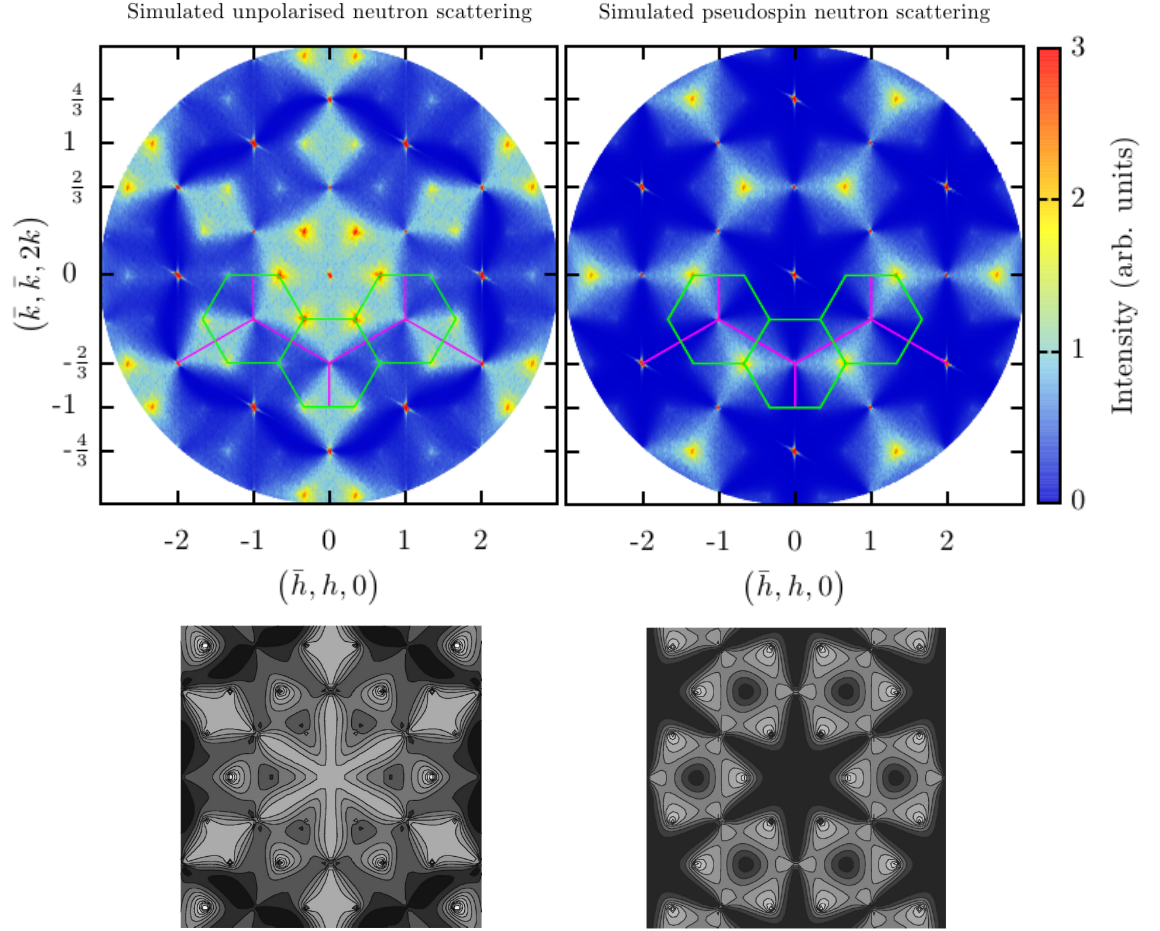 Simulated unpolarised neutron scattering
Simulated pseudospin neutron scattering
4/3
1
2/3
0
-2/3
-1
-4/3
(k̄, k̄, 2k)
-2 -1 0 1 2
(h̄, h, 0)
-2 -1 0 1 2
(h̄, h, 0)
3
2
1
0
Intensity (arb. units)